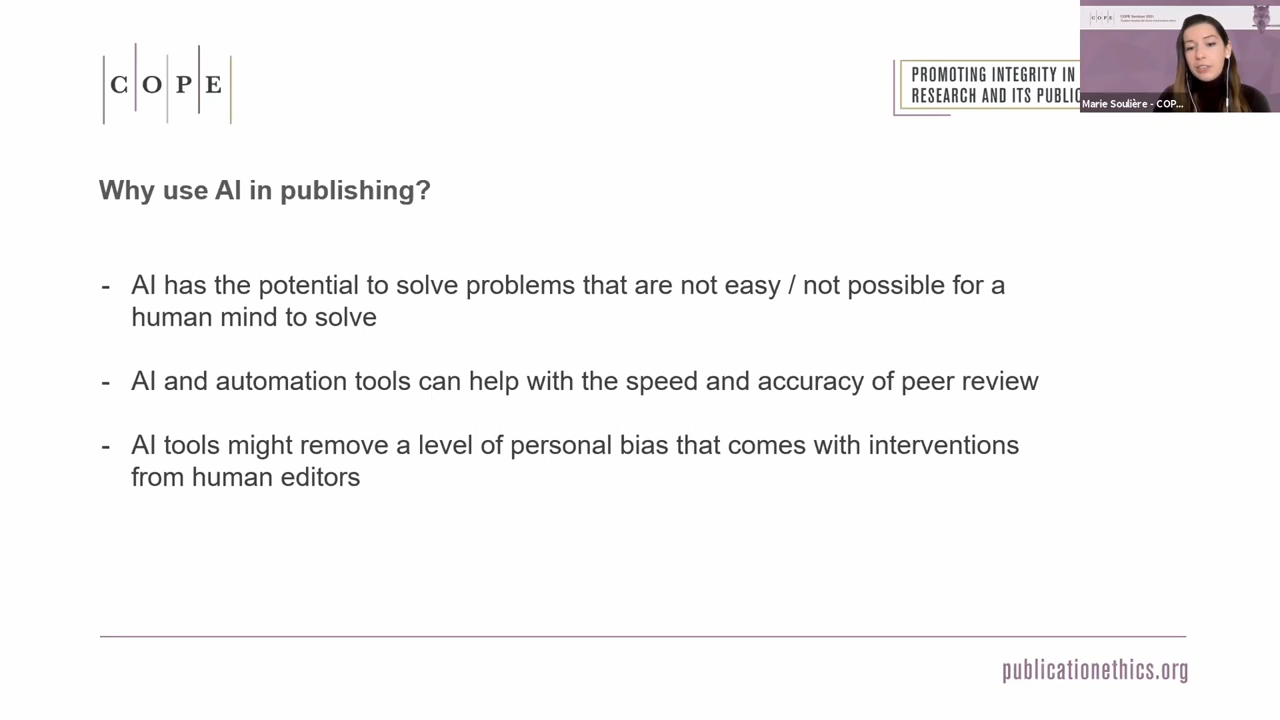 C O P E
PROMOTING INTEGRITY IN
RESEARCH AND ITS PUBLIC
C O P E
COPE Seminar 2021
Marie Soulière - COP...
Why use AI in publishing?
- AI has the potential to solve problems that are not easy / not possible for a
human mind to solve
- AI and automation tools can help with the speed and accuracy of peer review
- AI tools might remove a level of personal bias that comes with interventions
from human editors
publicationethics.org